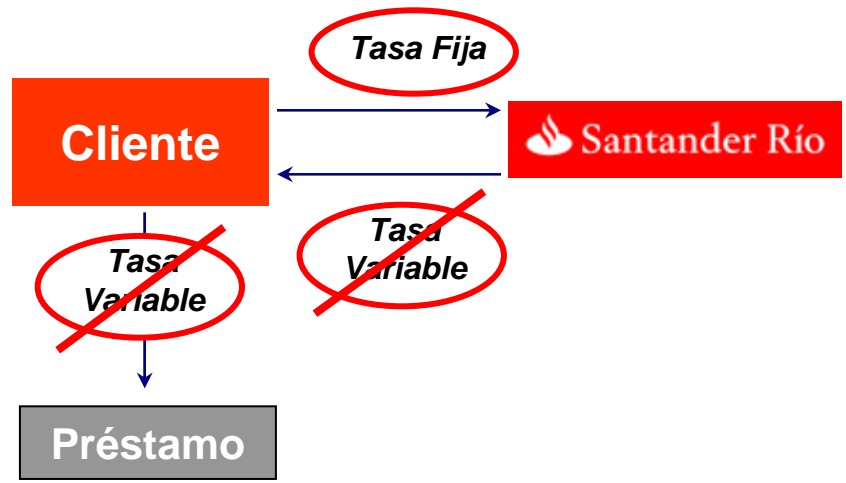 Tasa Fija
Cliente
Santander Río
Tasa
Variable
Tasa
Variable
Préstamo